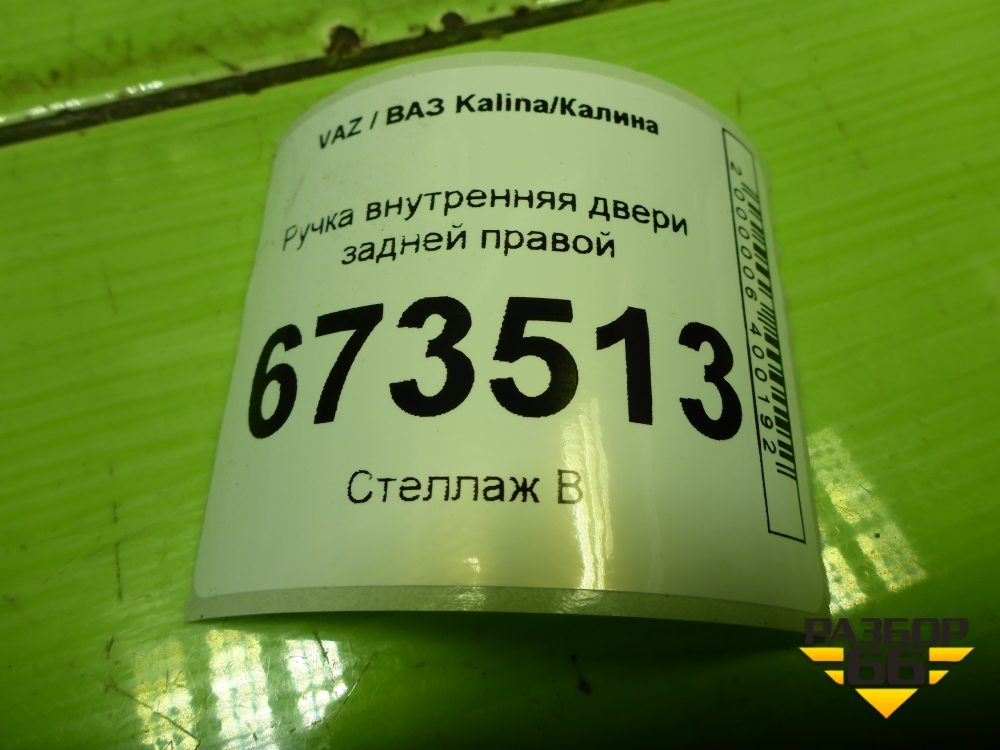 VAZ / ВАЗ Kalina/Калина
Ручка внутренняя двери
задней правой
673513
Стеллаж В
2000006400192
РАЗБОР
66